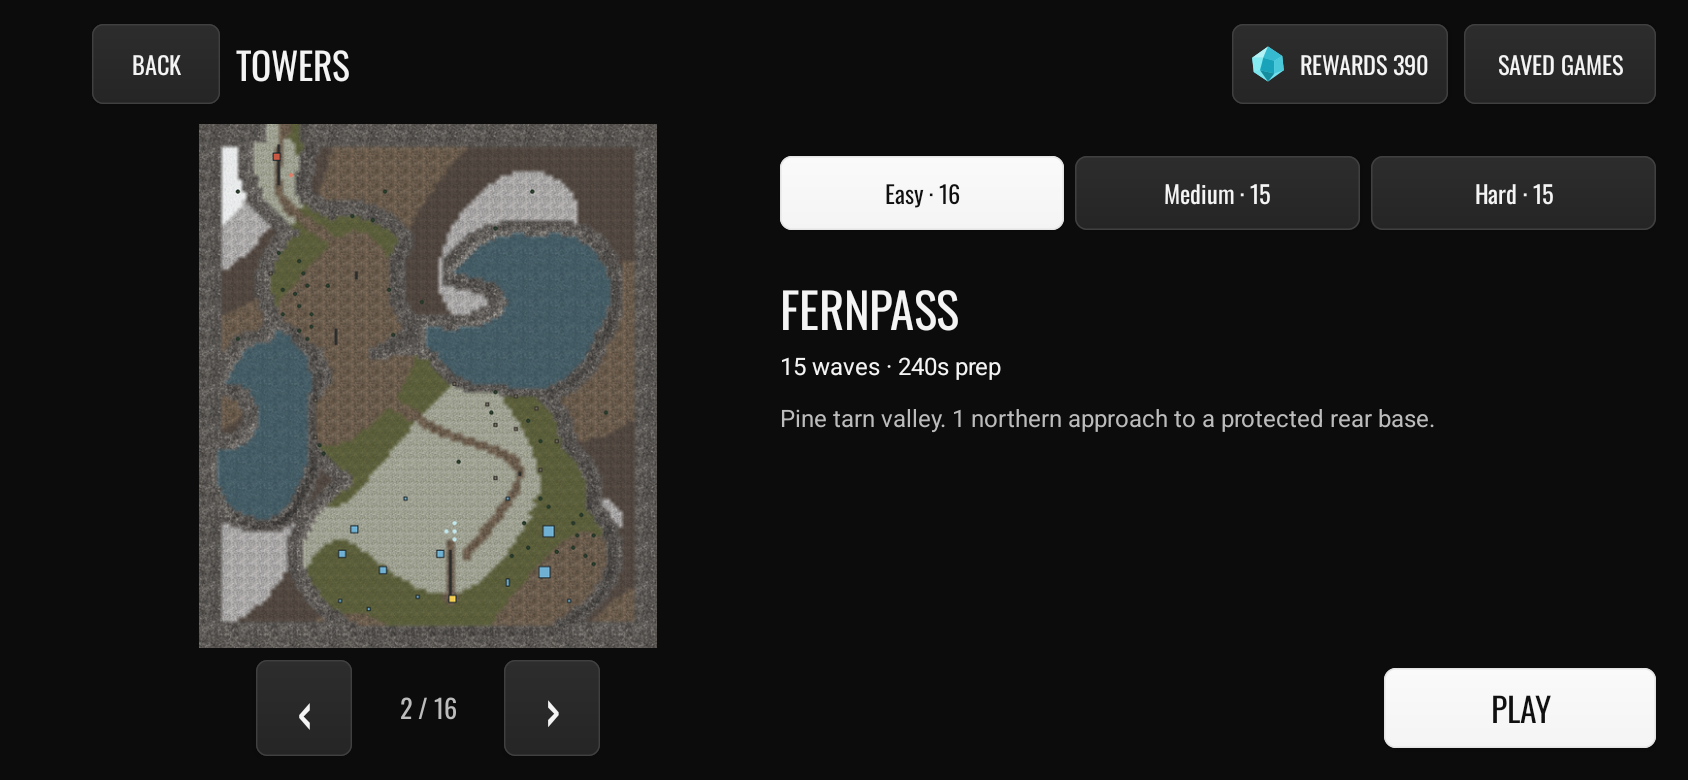 BACK
TOWERS
REWARDS 390
SAVED GAMES
Easy · 16
Medium · 15
Hard · 15
FERNPASS
15 waves · 240s prep
Pine tarn valley. 1 northern approach to a protected rear base.
‹
2 / 16
›
PLAY